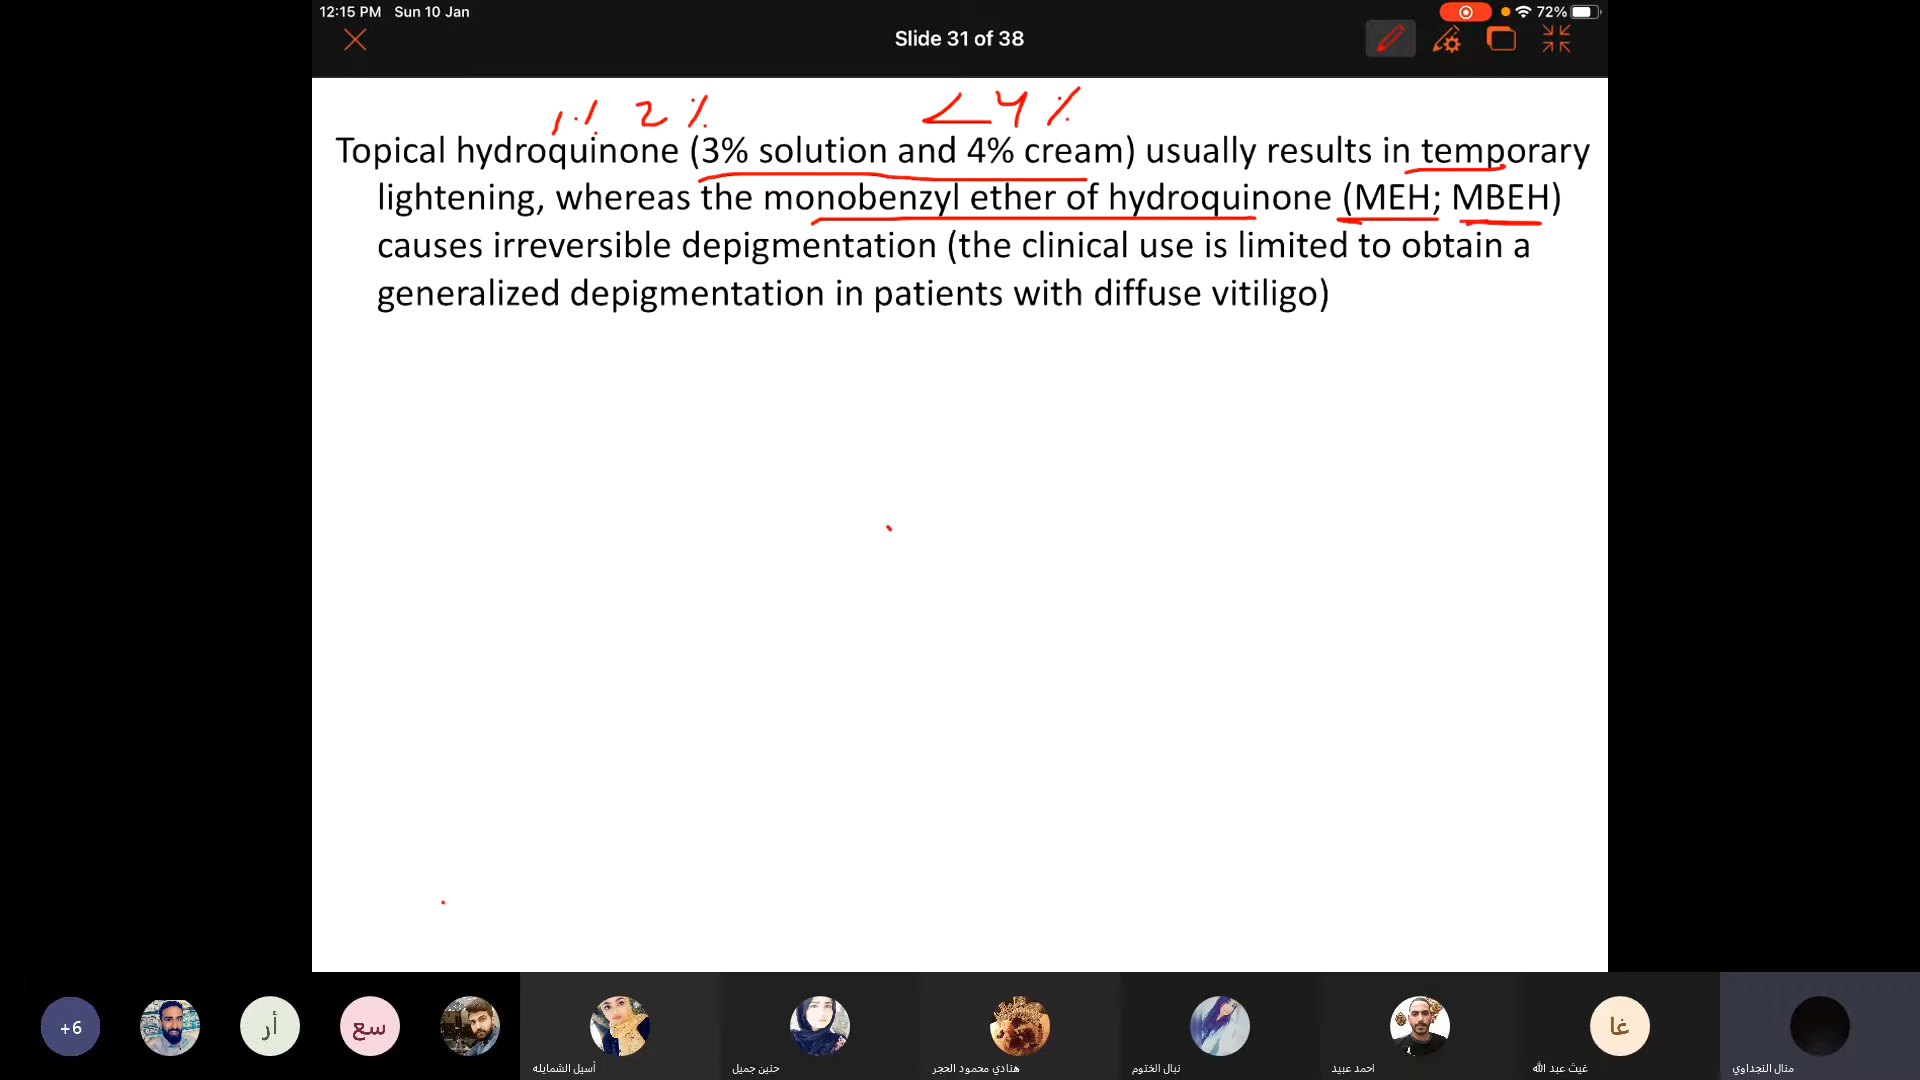 12:15 PM Sun 10 Jan
72%
Slide 31 of 38
1% 2% <4%
Topical hydroquinone (3% solution and 4% cream) usually results in temporary
lightening, whereas the monobenzyl ether of hydroquinone (MEH; MBEH)
causes irreversible depigmentation (the clinical use is limited to obtain a
generalized depigmentation in patients with diffuse vitiligo)
+6
أر
سع
غا
أسيل الشمايله
حنين جميل
هنادي محمود الحجر
نبال الختوم
احمد عبيد
غيث عبد الله
منال النجداوي